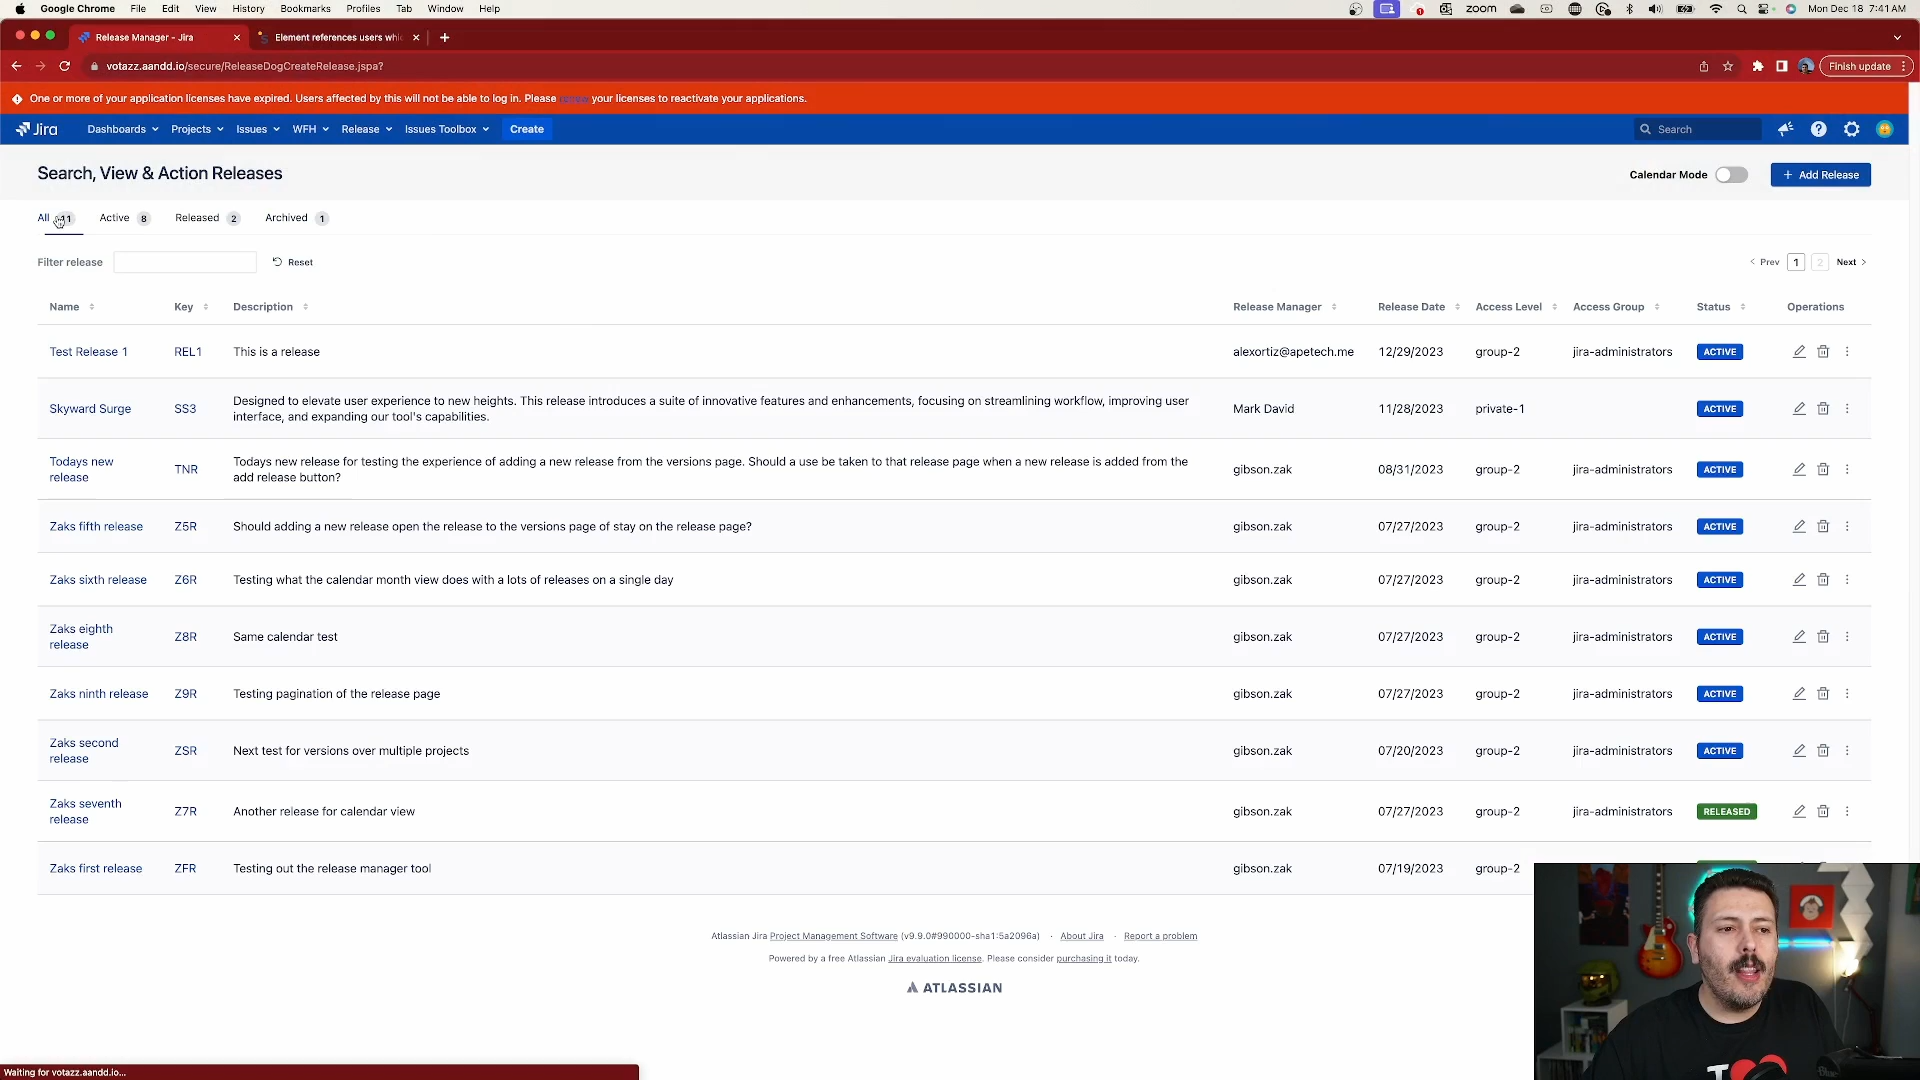 Google Chrome File Edit View History Bookmarks Profiles Tab Window Help
zoom Mon Dec 18 7:41 AM
Release Manager - Jira
Element references users whi
votazz.aandd.io/secure/ReleaseDogCreateRelease.jspa?
Finish update
One or more of your application licenses have expired. Users affected by this will not be able to log in. Please renew your licenses to reactivate your applications.
Jira Dashboards Projects Issues WFH Release Issues Toolbox Create Search
Search, View & Action Releases
Calendar Mode
+ Add Release
All 11 Active 8 Released 2 Archived 1
Filter release Reset
< Prev 1 2 Next >
Name Key Description Release Manager Release Date Access Level Access Group Status Operations
Test Release 1 REL1 This is a release alexortiz@apetech.me 12/29/2023 group-2 jira-administrators ACTIVE
Skyward Surge SS3 Designed to elevate user experience to new heights. This release introduces a suite of innovative features and enhancements, focusing on streamlining workflow, improving user
interface, and expanding our tool's capabilities. Mark David 11/28/2023 private-1 ACTIVE
Todays new
release TNR Todays new release for testing the experience of adding a new release from the versions page. Should a use be taken to that release page when a new release is added from the
add release button? gibson.zak 08/31/2023 group-2 jira-administrators ACTIVE
Zaks fifth release Z5R Should adding a new release open the release to the versions page of stay on the release page? gibson.zak 07/27/2023 group-2 jira-administrators ACTIVE
Zaks sixth release Z6R Testing what the calendar month view does with a lots of releases on a single day gibson.zak 07/27/2023 group-2 jira-administrators ACTIVE
Zaks eighth
release Z8R Same calendar test gibson.zak 07/27/2023 group-2 jira-administrators ACTIVE
Zaks ninth release Z9R Testing pagination of the release page gibson.zak 07/27/2023 group-2 jira-administrators ACTIVE
Zaks second
release ZSR Next test for versions over multiple projects gibson.zak 07/20/2023 group-2 jira-administrators ACTIVE
Zaks seventh
release Z7R Another release for calendar view gibson.zak 07/27/2023 group-2 jira-administrators RELEASED
Zaks first release ZFR Testing out the release manager tool gibson.zak 07/19/2023 group-2
Atlassian Jira Project Management Software (v9.9.0#990000-sha1:5a2096a) · About Jira · Report a problem
Powered by a free Atlassian Jira evaluation license. Please consider purchasing it today.
ATLASSIAN
Waiting for votazz.aandd.io...